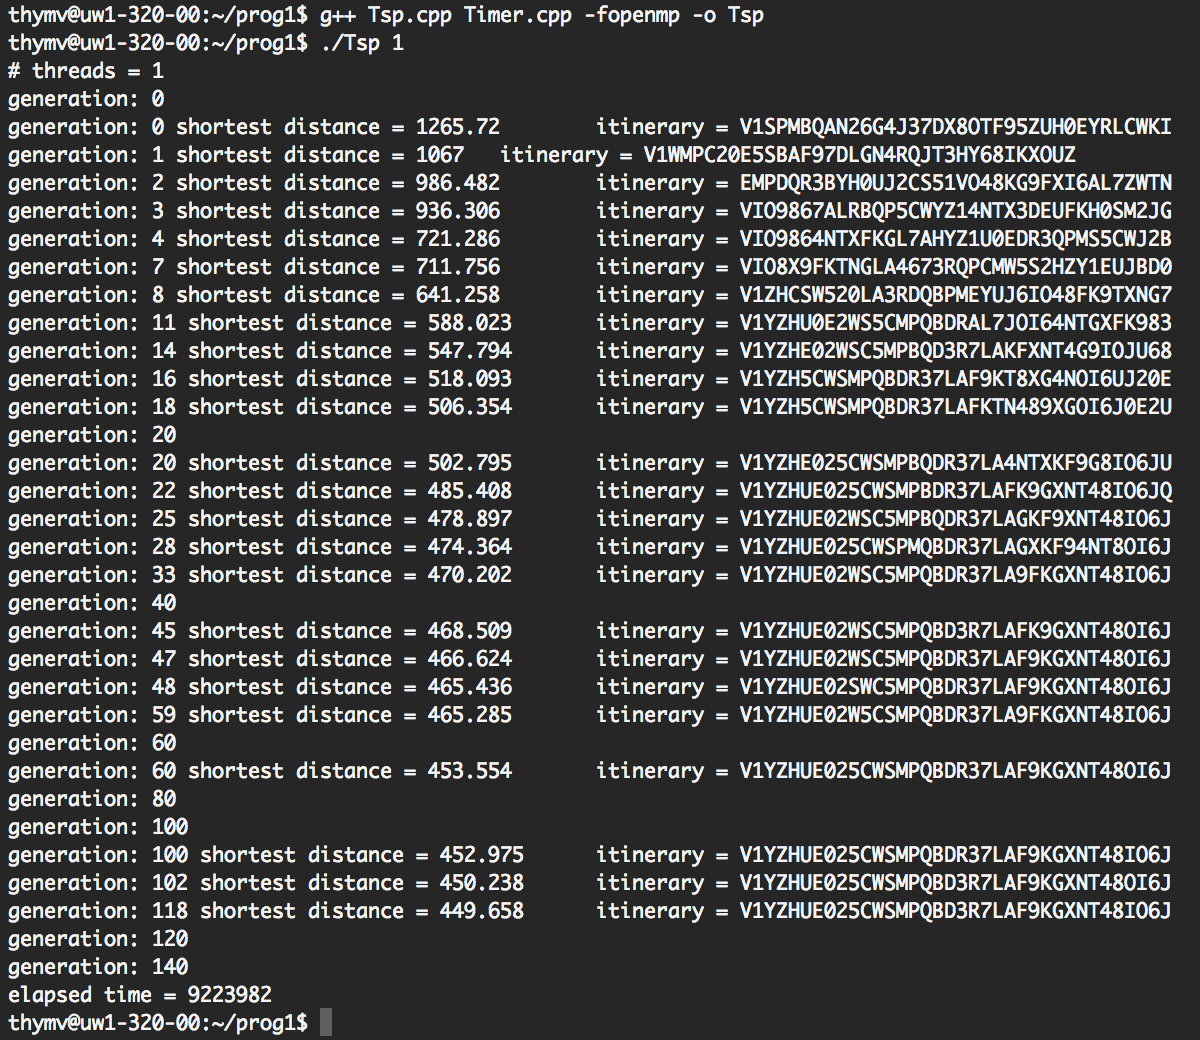 thymv@uw1-320-00:~/prog1$ g++ Tsp.cpp Timer.cpp -fopenmp -o Tsp
thymv@uw1-320-00:~/prog1$ ./Tsp 1
# threads = 1
generation: 0
generation: 0 shortest distance = 1265.72        itinerary = V1SPMBQAN26G4J37DX8OTF95ZUH0EYRLCWKI
generation: 1 shortest distance = 1067   itinerary = V1WMPC20E5SBAF97DLGN4RQJT3HY68IKXOUZ
generation: 2 shortest distance = 986.482        itinerary = EMPDQR3BYH0UJ2CS51VO48KG9FXI6AL7ZWTN
generation: 3 shortest distance = 936.306        itinerary = VIO9867ALRBQP5CWYZ14NTX3DEUFKH0SM2JG
generation: 4 shortest distance = 721.286        itinerary = VIO9864NTXFKGL7AHYZ1U0EDR3QPMS5CWJ2B
generation: 7 shortest distance = 711.756        itinerary = VIO8X9FKTNGLA4673RQPCMW5S2HZY1EUJBD0
generation: 8 shortest distance = 641.258        itinerary = V1ZHCSW520LA3RDQBPMEYUJ6IO48FK9TXNG7
generation: 11 shortest distance = 588.023       itinerary = V1YZHU0E2WS5CMPQBDRAL7JOI64NTGXFK983
generation: 14 shortest distance = 547.794       itinerary = V1YZHE02WSC5MPBQD3R7LAKFXNT4G9IOJU68
generation: 16 shortest distance = 518.093       itinerary = V1YZH5CWSMPQBDR37LAF9KT8XG4NOI6UJ20E
generation: 18 shortest distance = 506.354       itinerary = V1YZH5CWSMPQBDR37LAFKTN489XGOI6J0E2U
generation: 20
generation: 20 shortest distance = 502.795       itinerary = V1YZHE025CWSMPBQDR37LA4NTXKF9G8IO6JU
generation: 22 shortest distance = 485.408       itinerary = V1YZHUE025CWSMPBDR37LAFK9GXNT48IO6JQ
generation: 25 shortest distance = 478.897       itinerary = V1YZHUE02WSC5MPBQDR37LAGKF9XNT48IO6J
generation: 28 shortest distance = 474.364       itinerary = V1YZHUE025CWSPMQBDR37LAGXKF94NT8OI6J
generation: 33 shortest distance = 470.202       itinerary = V1YZHUE02WSC5MPQBDR37LA9FKGXNT48IO6J
generation: 40
generation: 45 shortest distance = 468.509       itinerary = V1YZHUE02WSC5MPQBD3R7LAFK9GXNT48OI6J
generation: 47 shortest distance = 466.624       itinerary = V1YZHUE02WSC5MPQBDR37LAF9KGXNT48OI6J
generation: 48 shortest distance = 465.436       itinerary = V1YZHUE02SWC5MPQBDR37LAF9KGXNT48OI6J
generation: 59 shortest distance = 465.285       itinerary = V1YZHUE02W5CSMPQBDR37LA9FKGXNT48IO6J
generation: 60
generation: 60 shortest distance = 453.554       itinerary = V1YZHUE025CWSMPQBDR37LAF9KGXNT48OI6J
generation: 80
generation: 100
generation: 100 shortest distance = 452.975      itinerary = V1YZHUE025CWSMPQBDR37LAF9KGXNT48IO6J
generation: 102 shortest distance = 450.238      itinerary = V1YZHUE025CWSMPQBD3R7LAF9KGXNT48OI6J
generation: 118 shortest distance = 449.658      itinerary = V1YZHUE025CWSMPQBD3R7LAF9KGXNT48IO6J
generation: 120
generation: 140
elapsed time = 9223982
thymv@uw1-320-00:~/prog1$